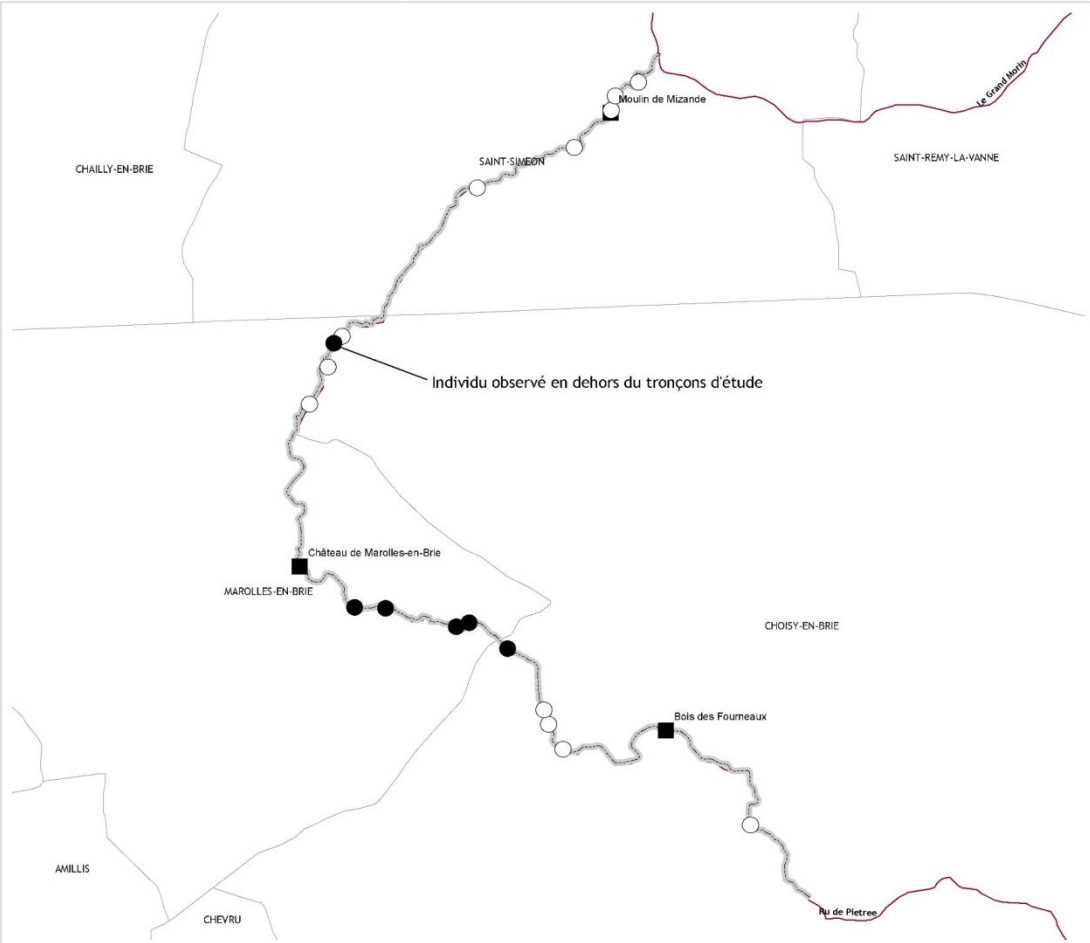 Le Grand Morin
Moulin de Mizande
SAINT-SIMEON
CHAILLY-EN-BRIE
SAINT-REMY-LA-VANNE
Individu observé en dehors du tronçons d'étude
Château de Marolles-en-Brie
MAROLLES-EN-BRIE
CHOISY-EN-BRIE
Bois des Fourneaux
AMILLIS
CHEVRU
Ru de Pietree